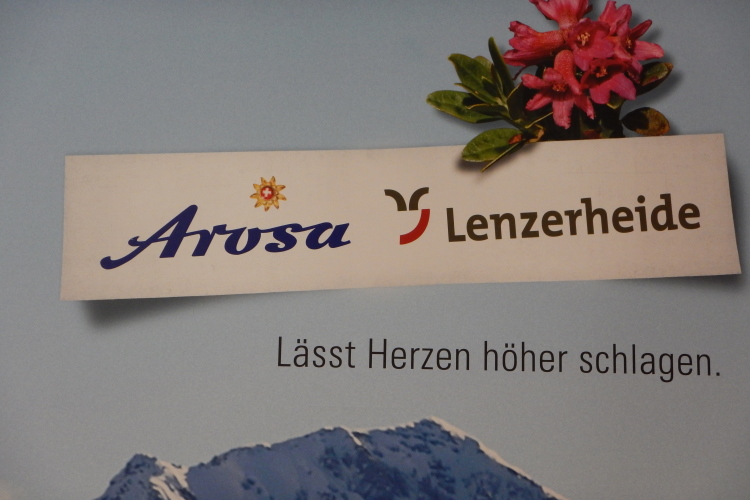 Arosa Lenzerheide
Lässt Herzen höher schlagen.